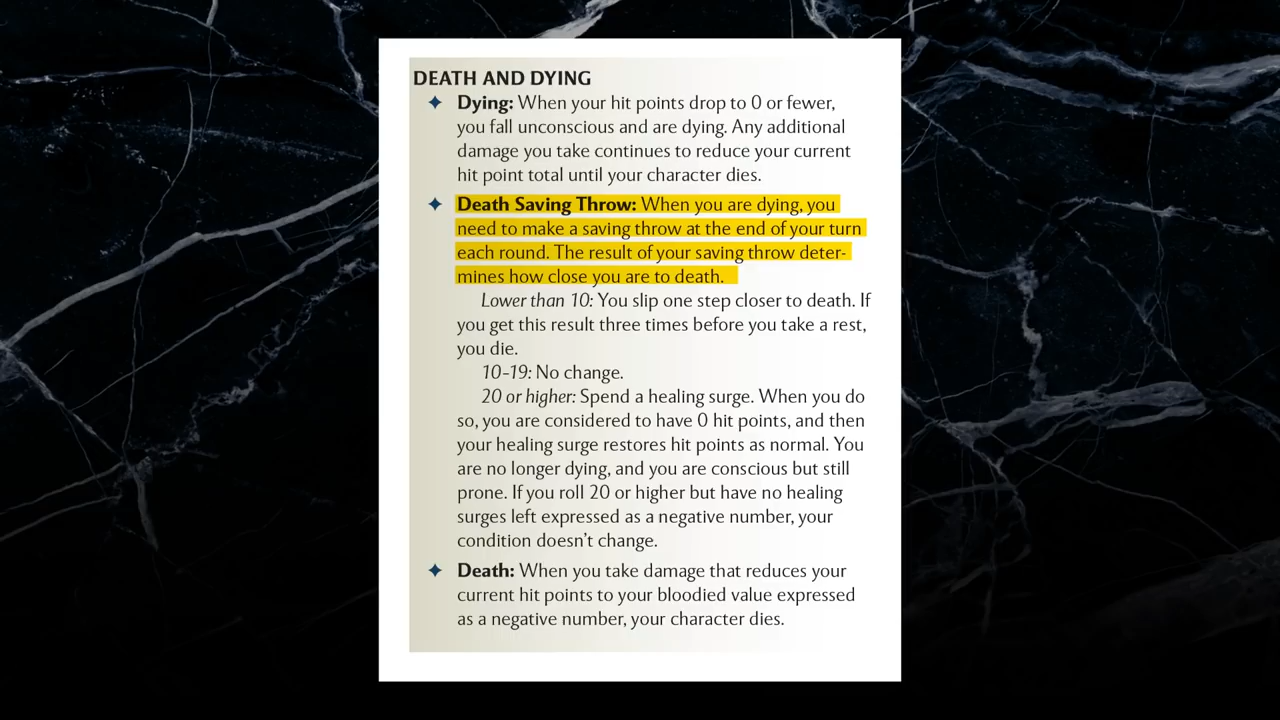 DEATH AND DYING
✦ Dying: When your hit points drop to 0 or fewer,
you fall unconscious and are dying. Any additional
damage you take continues to reduce your current
hit point total until your character dies.
✦ Death Saving Throw: When you are dying, you
need to make a saving throw at the end of your turn
each round. The result of your saving throw deter-
mines how close you are to death.
Lower than 10: You slip one step closer to death. If
you get this result three times before you take a rest,
you die.
10-19: No change.
20 or higher: Spend a healing surge. When you do
so, you are considered to have 0 hit points, and then
your healing surge restores hit points as normal. You
are no longer dying, and you are conscious but still
prone. If you roll 20 or higher but have no healing
surges left expressed as a negative number, your
condition doesn't change.
✦ Death: When you take damage that reduces your
current hit points to your bloodied value expressed
as a negative number, your character dies.